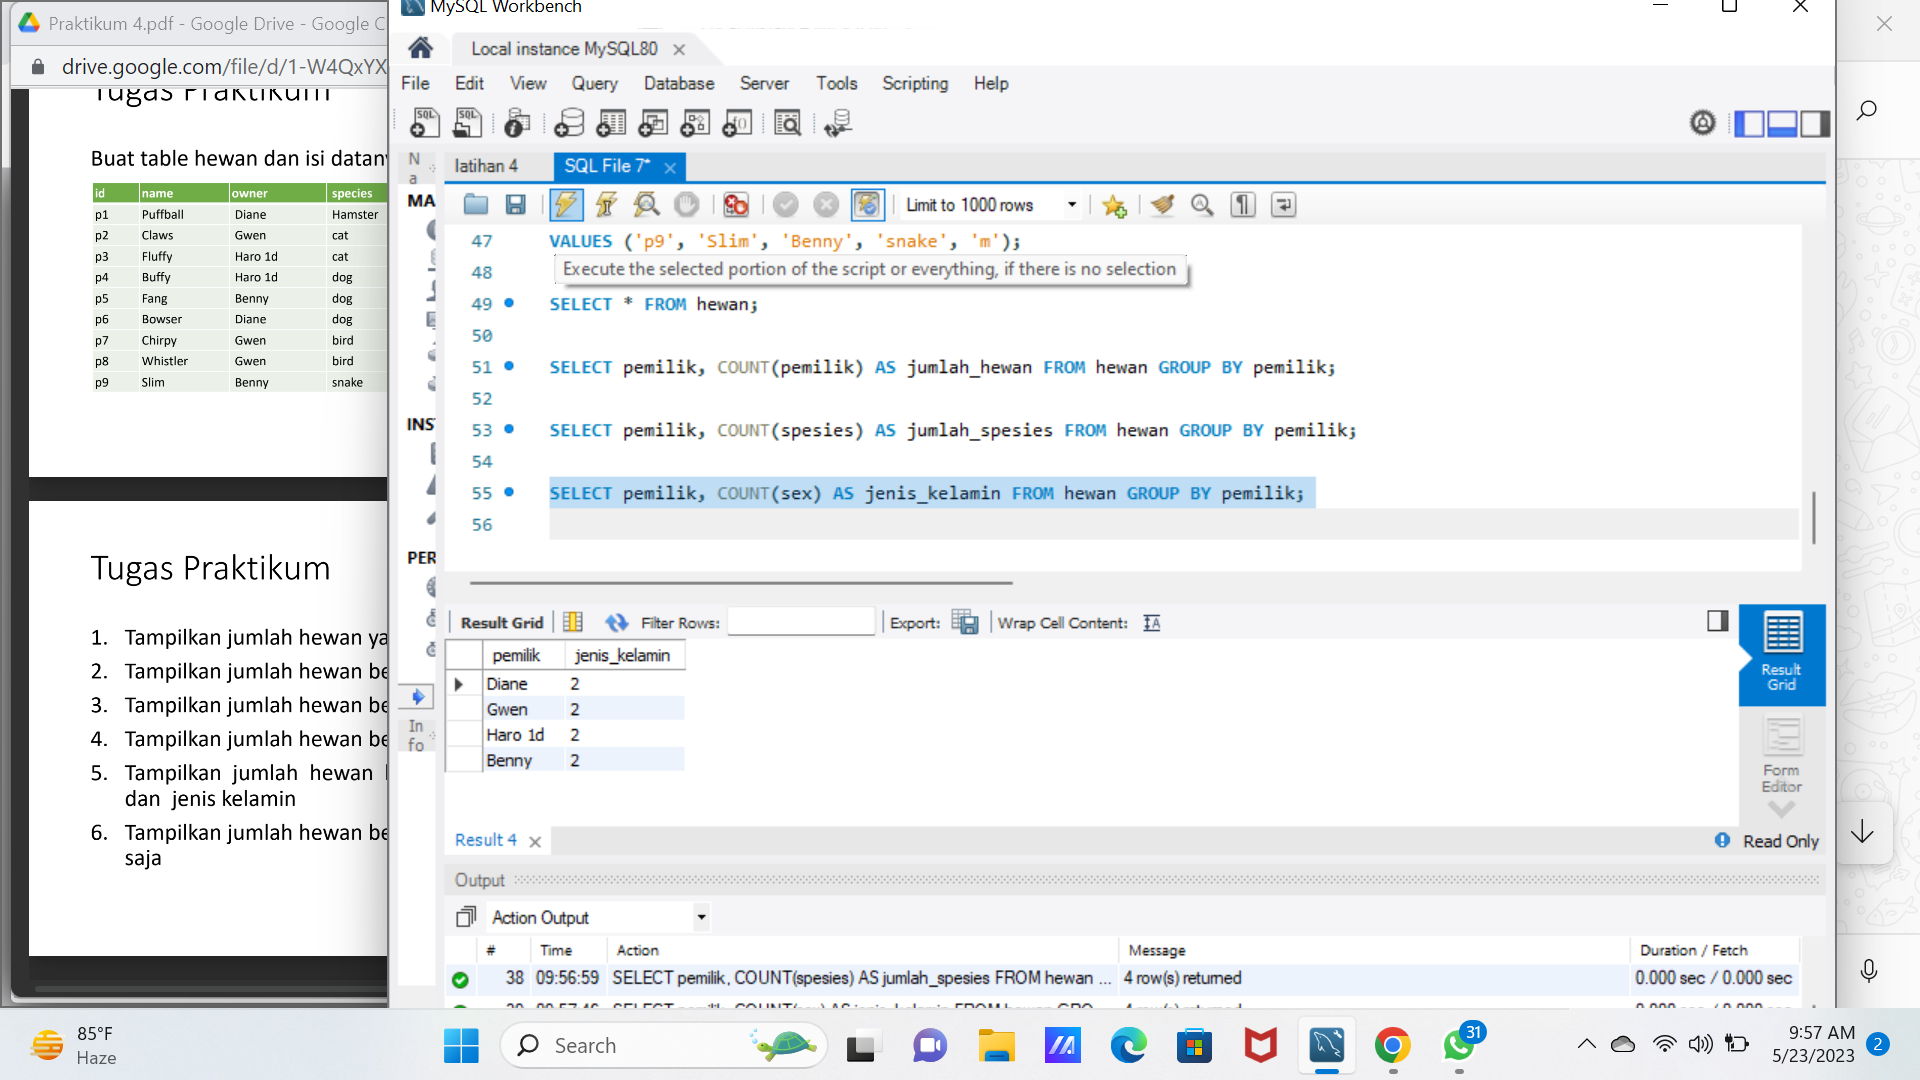 Praktikum 4.pdf - Google Drive - Google C
drive.google.com/file/d/1-W4QxYX
Tugas Praktikum
Buat table hewan dan isi datany
id name owner species
p1 Puffball Diane Hamster
p2 Claws Gwen cat
p3 Fluffy Haro 1d cat
p4 Buffy Haro 1d dog
p5 Fang Benny dog
p6 Bowser Diane dog
p7 Chirpy Gwen bird
p8 Whistler Gwen bird
p9 Slim Benny snake
Tugas Praktikum
1. Tampilkan jumlah hewan ya
2. Tampilkan jumlah hewan be
3. Tampilkan jumlah hewan be
4. Tampilkan jumlah hewan be
5. Tampilkan jumlah hewan
dan jenis kelamin
6. Tampilkan jumlah hewan be
saja
MySQL Workbench
Local instance MySQL80
File Edit View Query Database Server Tools Scripting Help
Na
MA
INS
PER
In
fo
latihan 4 SQL File 7*
Limit to 1000 rows
47 VALUES ('p9', 'Slim', 'Benny', 'snake', 'm');
48
Execute the selected portion of the script or everything, if there is no selection
49 SELECT * FROM hewan;
50
51 SELECT pemilik, COUNT(pemilik) AS jumlah_hewan FROM hewan GROUP BY pemilik;
52
53 SELECT pemilik, COUNT(spesies) AS jumlah_spesies FROM hewan GROUP BY pemilik;
54
55 SELECT pemilik, COUNT(sex) AS jenis_kelamin FROM hewan GROUP BY pemilik;
56
Result Grid Filter Rows: Export: Wrap Cell Content:
pemilik jenis_kelamin
Diane 2
Gwen 2
Haro 1d 2
Benny 2
Result Grid
Form Editor
Result 4
Read Only
Output
Action Output
# Time Action Message Duration / Fetch
38 09:56:59 SELECT pemilik, COUNT(spesies) AS jumlah_spesies FROM hewan ... 4 row(s) returned 0.000 sec / 0.000 sec
85°F
Haze
Search
31
9:57 AM
5/23/2023
2